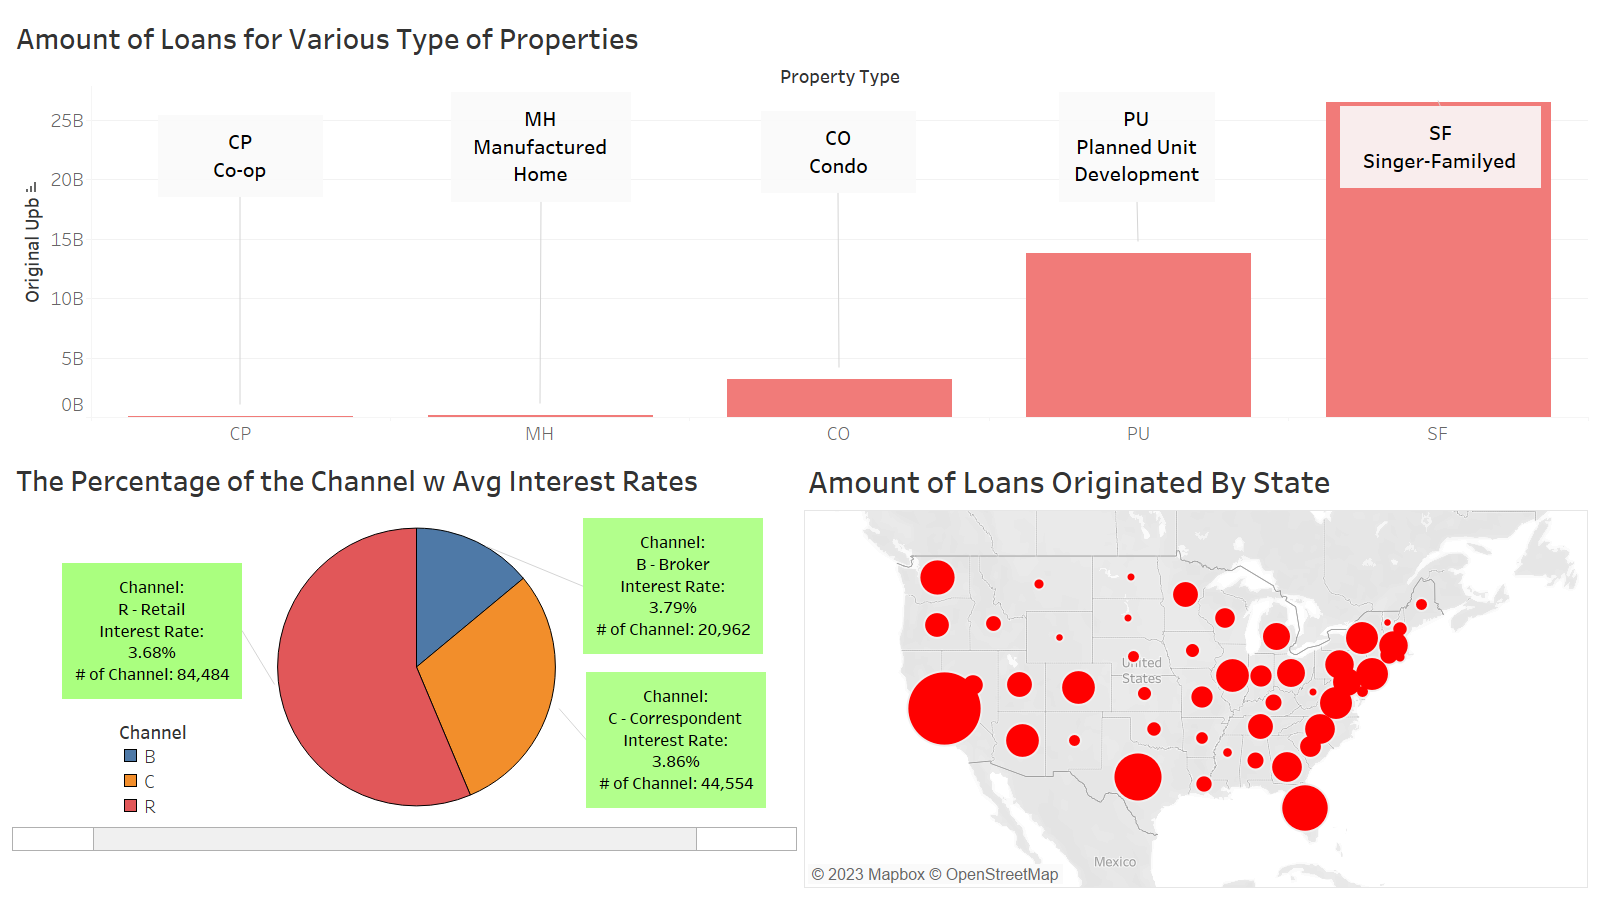 Amount of Loans for Various Type of Properties
Property Type
Original Upb
25B
20B
15B
10B
5B
0B
CP
Co-op
MH
Manufactured
Home
CO
Condo
PU
Planned Unit
Development
SF
Singer-Familyed
CP
MH
CO
PU
SF
The Percentage of the Channel w Avg Interest Rates
Channel:
R - Retail
Interest Rate:
3.68%
# of Channel: 84,484
Channel:
B - Broker
Interest Rate:
3.79%
# of Channel: 20,962
Channel:
C - Correspondent
Interest Rate:
3.86%
# of Channel: 44,554
Channel
B
C
R
Amount of Loans Originated By State
United
States
Mexico
© 2023 Mapbox © OpenStreetMap